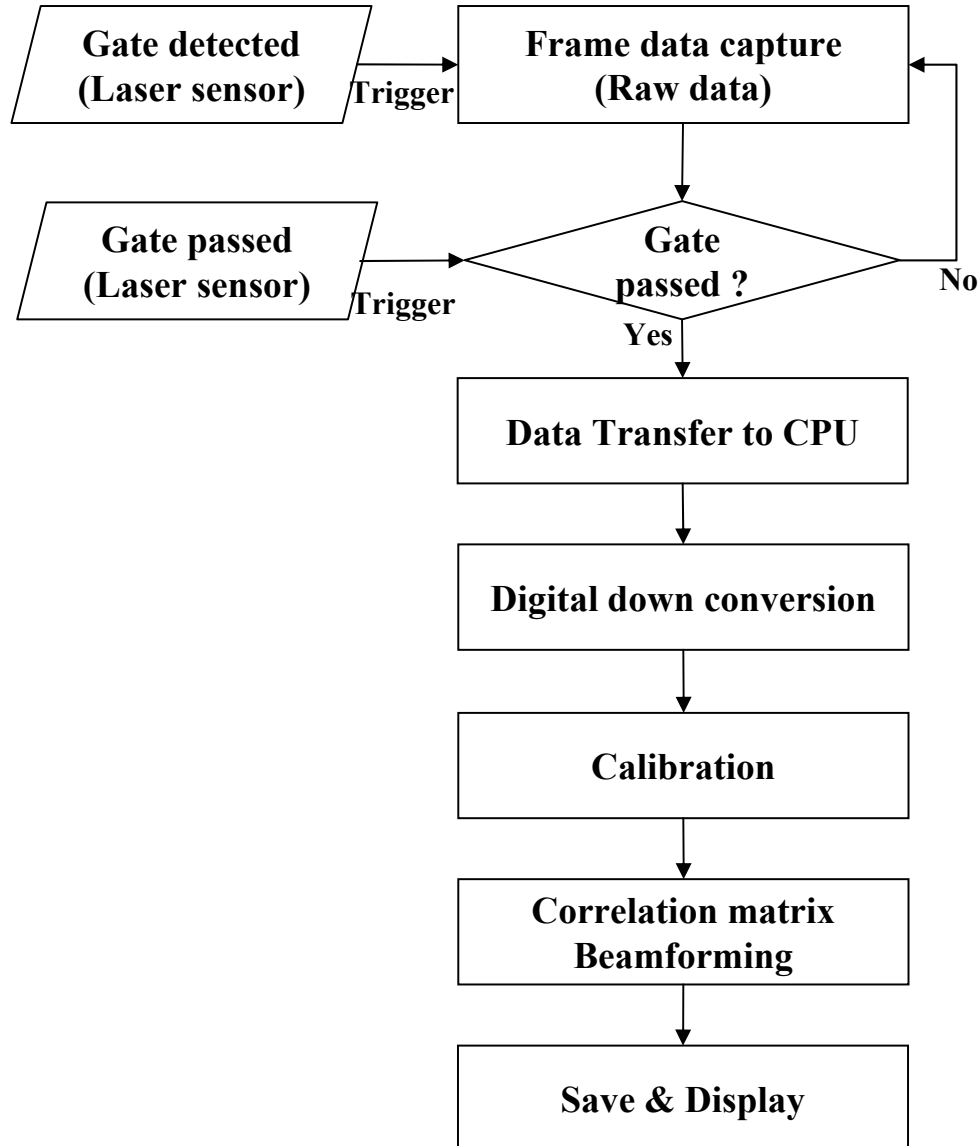 Gate detected
(Laser sensor)
Trigger
Frame data capture
(Raw data)
Gate passed
(Laser sensor)
Trigger
Gate
passed ?
No
Yes
Data Transfer to CPU
Digital down conversion
Calibration
Correlation matrix
Beamforming
Save & Display